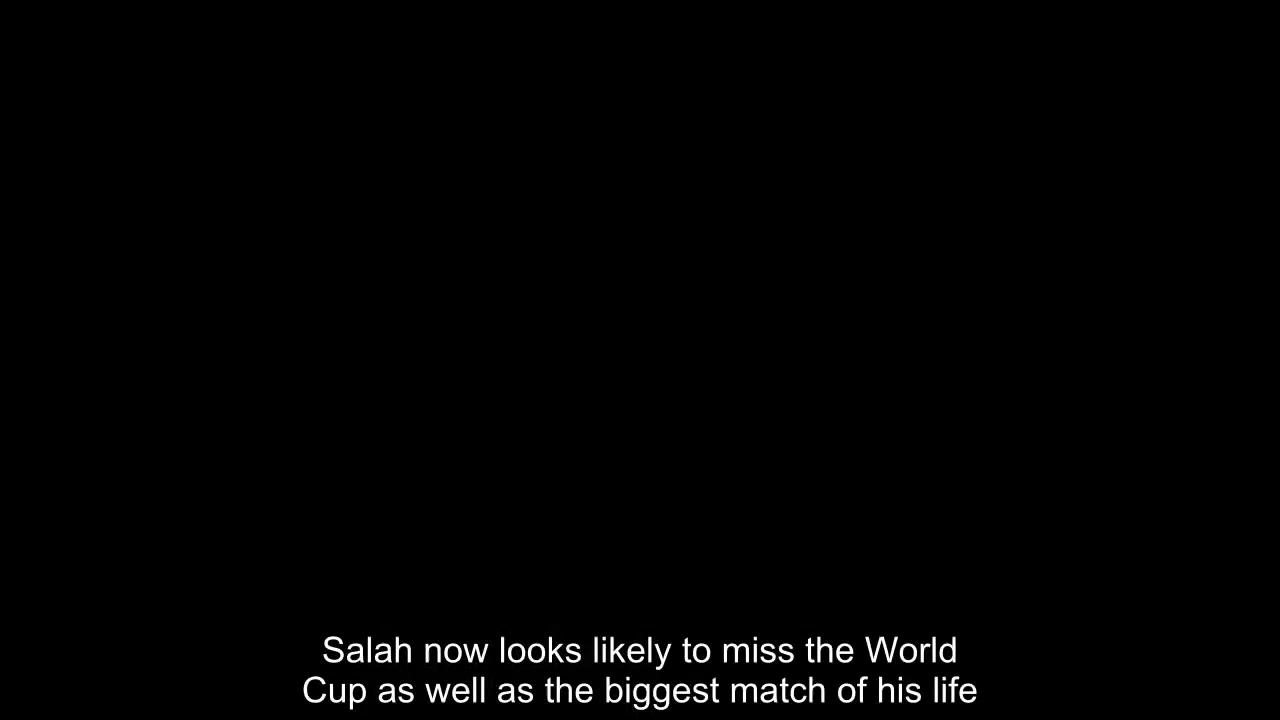 Salah now looks likely to miss the World
Cup as well as the biggest match of his life